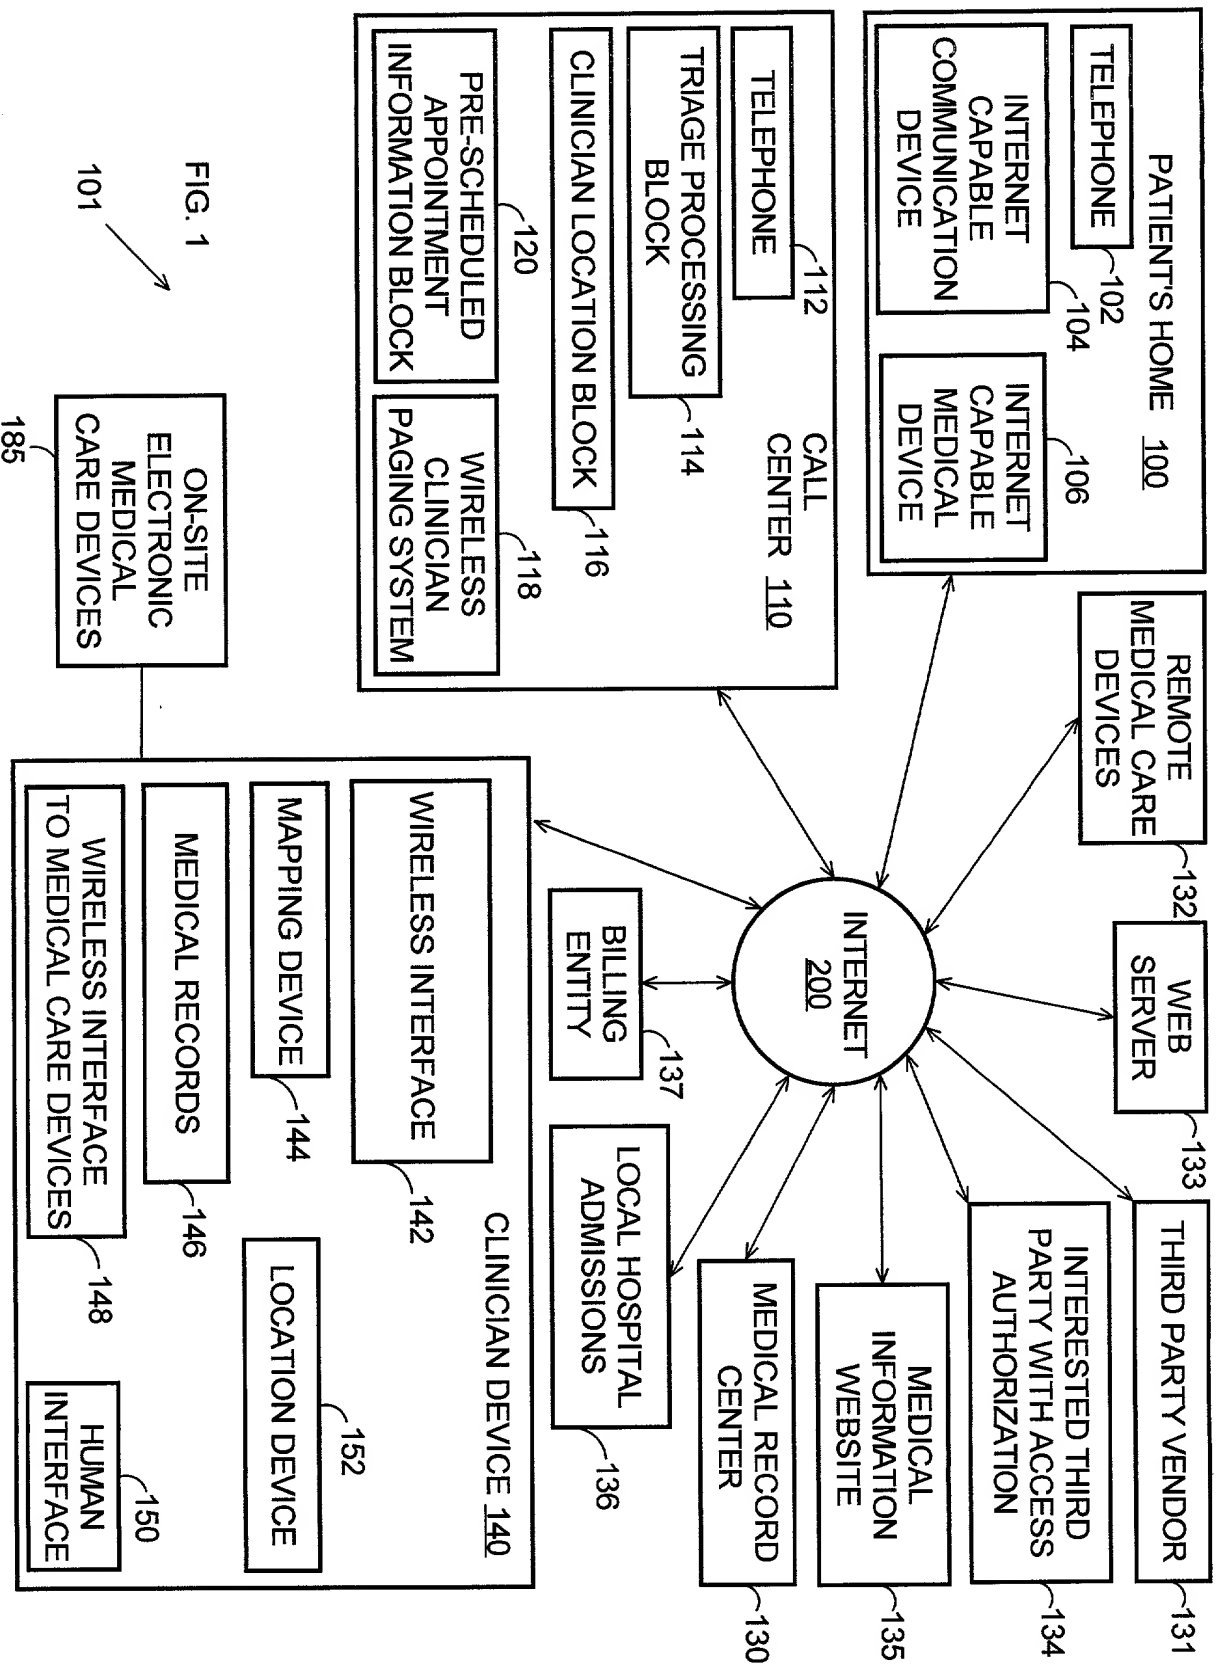 PATIENT'S HOME 100
TELEPHONE
102
INTERNET
CAPABLE
COMMUNICATION
DEVICE
104
INTERNET
CAPABLE
MEDICAL
DEVICE
106
REMOTE
MEDICAL CARE
DEVICES
132
WEB
SERVER
133
THIRD PARTY VENDOR
131
INTERESTED THIRD
PARTY WITH ACCESS
AUTHORIZATION
134
MEDICAL
INFORMATION
WEBSITE
135
MEDICAL RECORD
CENTER
130
LOCAL HOSPITAL
ADMISSIONS
136
BILLING
ENTITY
137
INTERNET
200
CALL
CENTER 110
TELEPHONE
112
TRIAGE PROCESSING
BLOCK
114
CLINICIAN LOCATION BLOCK
116
PRE-SCHEDULED
APPOINTMENT
INFORMATION BLOCK
120
WIRELESS
CLINICIAN
PAGING SYSTEM
118
CLINICIAN DEVICE 140
WIRELESS INTERFACE
142
MAPPING DEVICE
144
MEDICAL RECORDS
146
WIRELESS INTERFACE
TO MEDICAL CARE DEVICES
148
LOCATION DEVICE
152
HUMAN
INTERFACE
150
ON-SITE
ELECTRONIC
MEDICAL
CARE DEVICES
185
FIG. 1
101